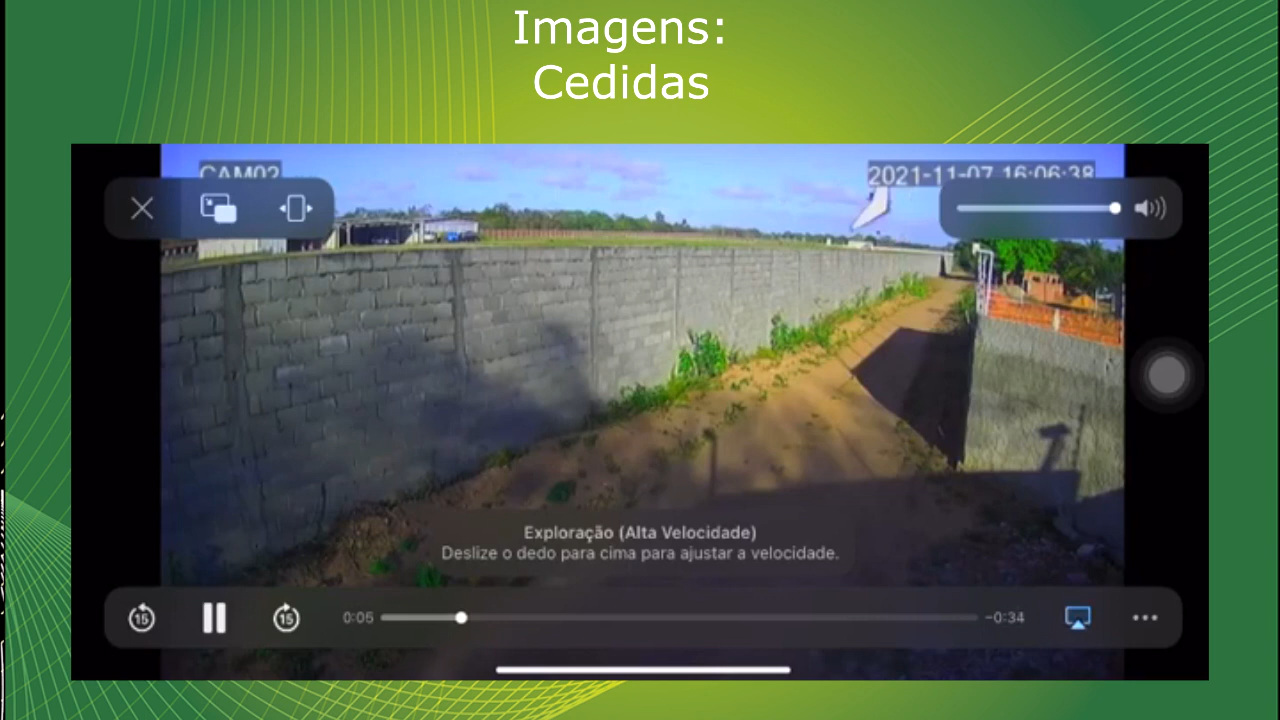 Imagens:
Cedidas
CAM02
2021-11-07 16:06:38
Exploração (Alta Velocidade)
Deslize o dedo para cima para ajustar a velocidade.
15
15
0:05
-0:34